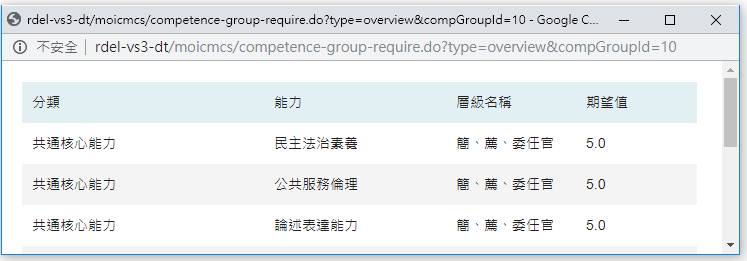 rdel-vs3-dt/moicmcs/competence-group-require.do?type=overview&compGroupId=10 - Google C...
不安全 rdel-vs3-dt/moicmcs/competence-group-require.do?type=overview&compGroupId=10
分類 能力 層級名稱 期望值
共通核心能力 民主法治素養 簡、薦、委任官 5.0
共通核心能力 公共服務倫理 簡、薦、委任官 5.0
共通核心能力 論述表達能力 簡、薦、委任官 5.0